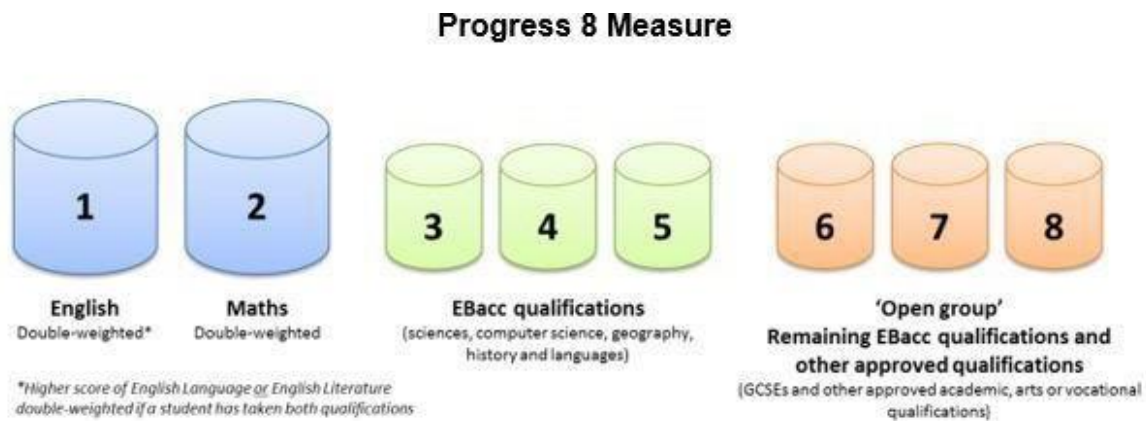 Progress 8 Measure
1
2
3
4
5
6
7
8
English
Double-weighted*
Maths
Double-weighted
EBacc qualifications
(sciences, computer science, geography,
history and languages)
'Open group'
Remaining EBacc qualifications and
other approved qualifications
(GCSEs and other approved academic, arts or vocational
qualifications)
*Higher score of English Language or English Literature
double-weighted if a student has taken both qualifications